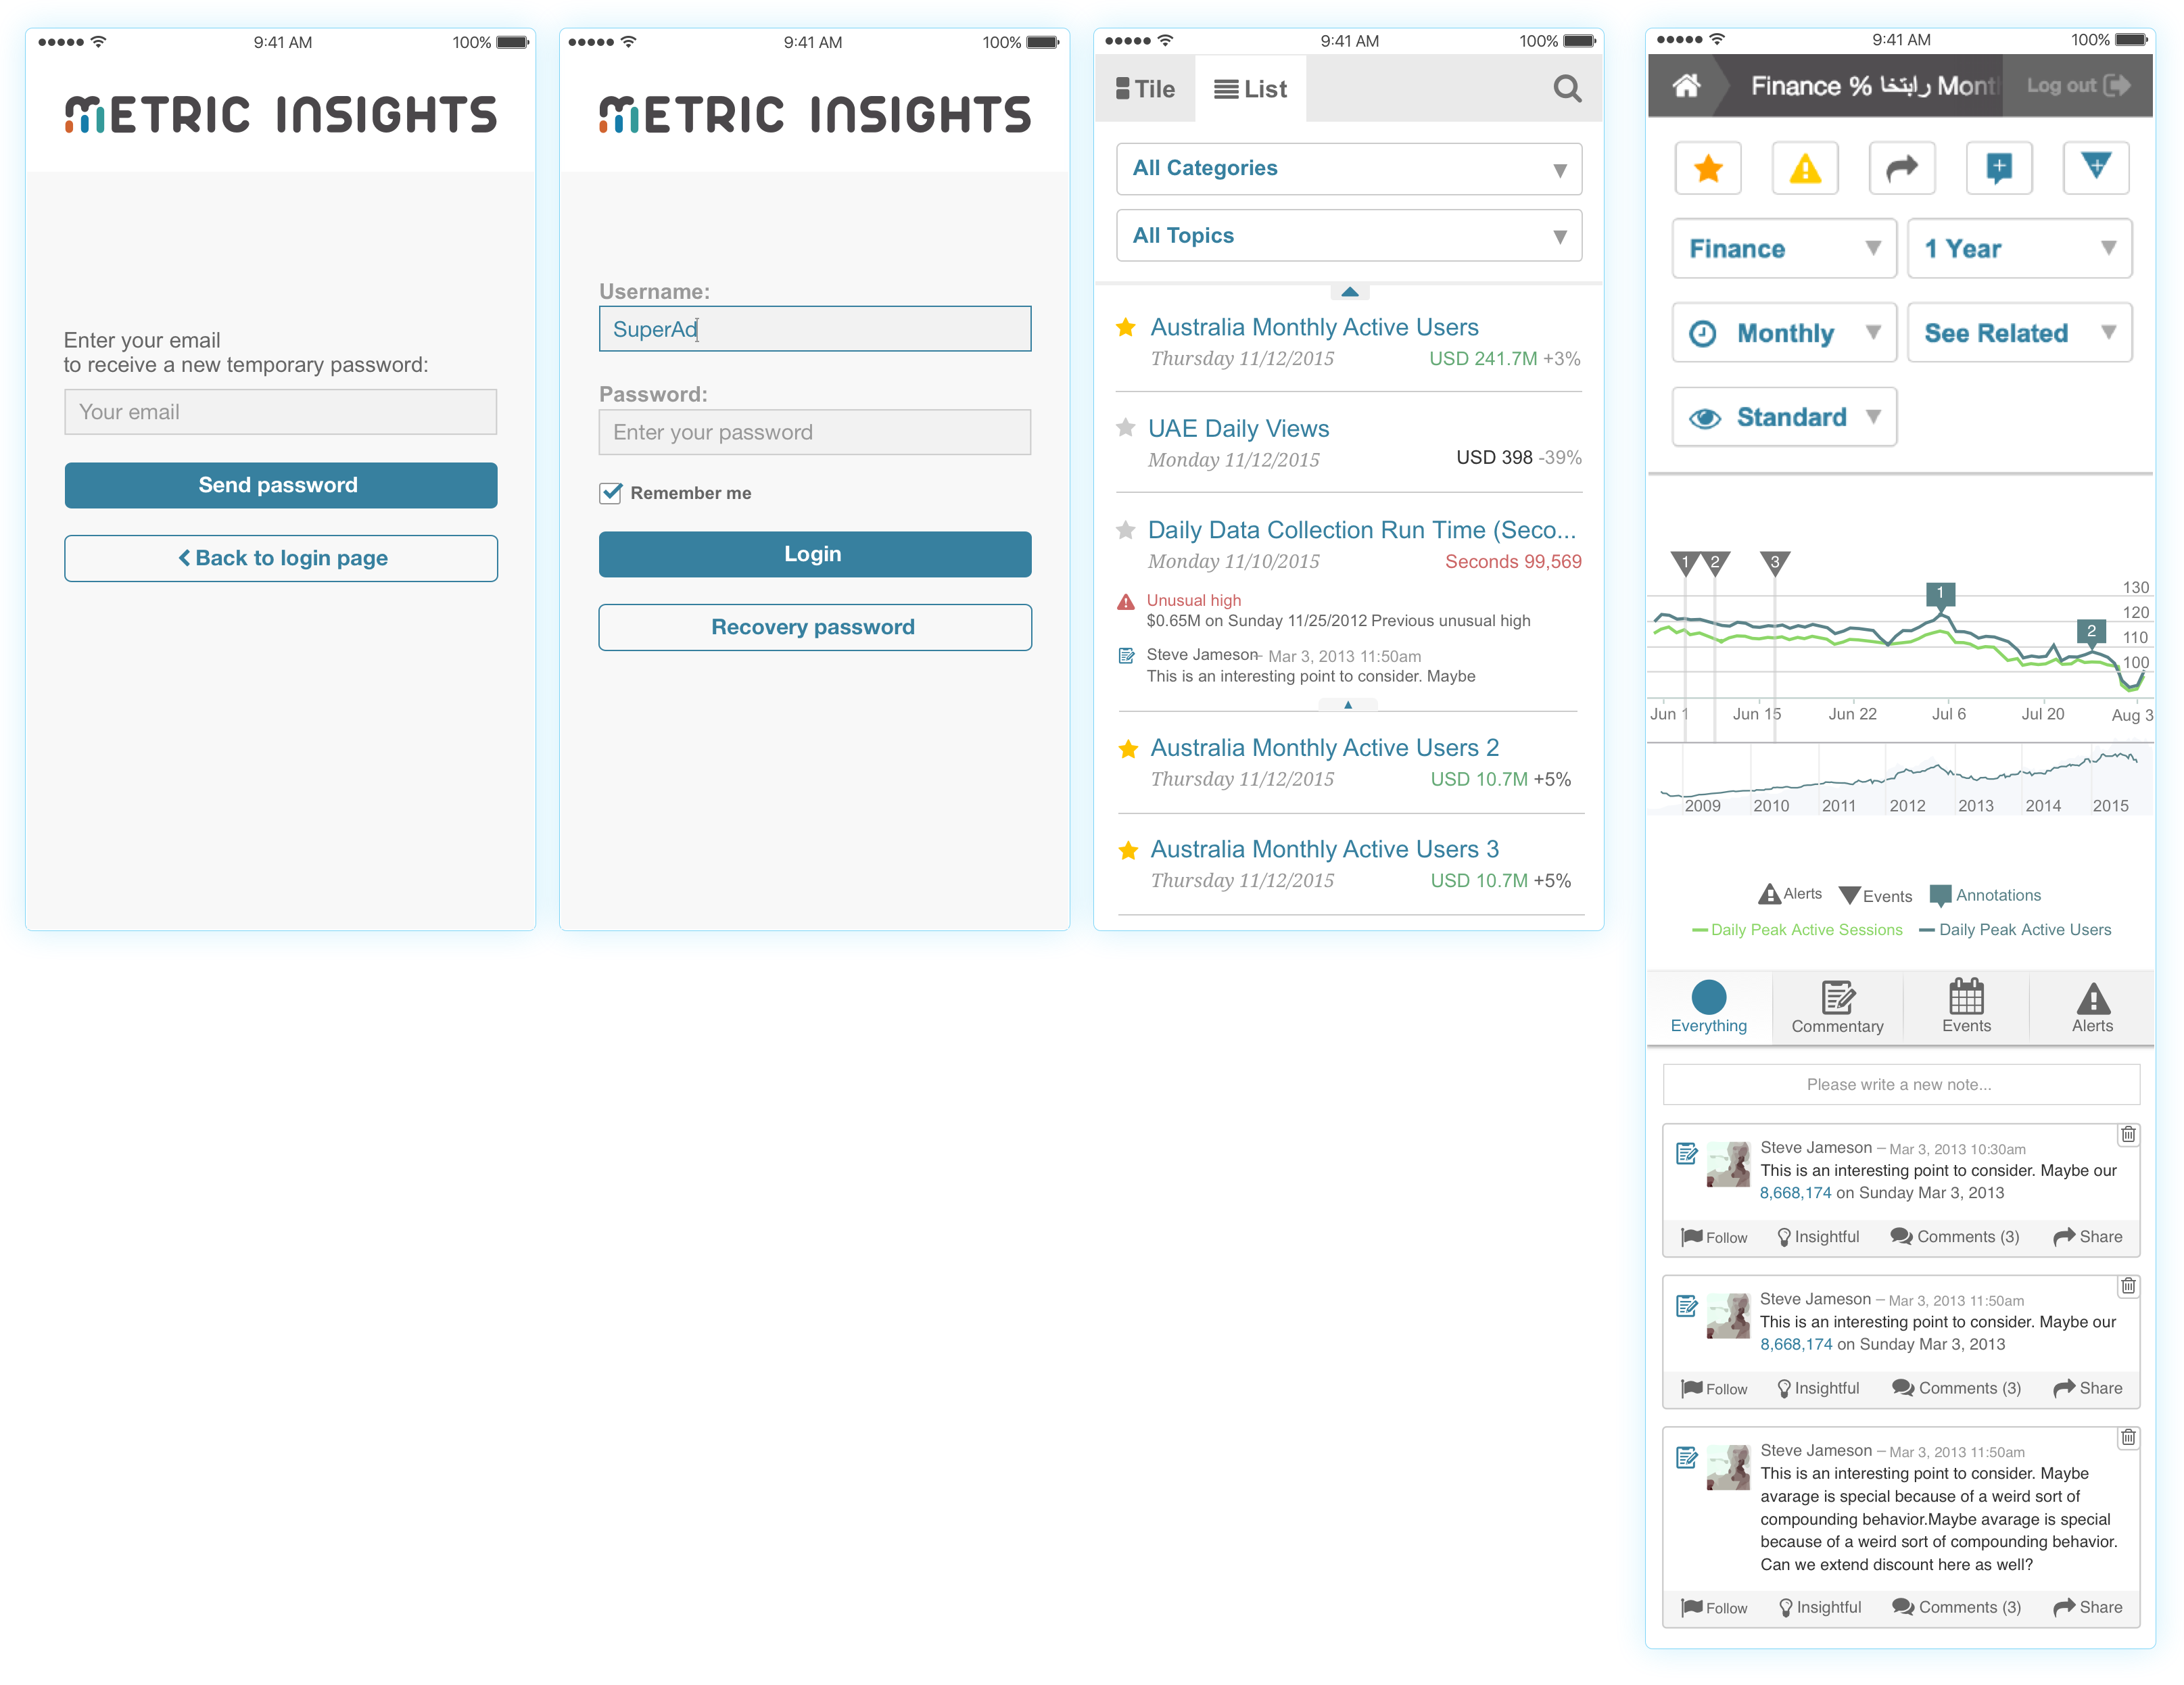 9:41 AM 100%
METRIC INSIGHTS
Enter your email
to receive a new temporary password:
Your email
Send password
Back to login page
9:41 AM 100%
METRIC INSIGHTS
Username:
SuperAd
Password:
Enter your password
Remember me
Login
Recovery password
9:41 AM 100%
Tile List
All Categories
All Topics
Australia Monthly Active Users
Thursday 11/12/2015 USD 241.7M +3%
UAE Daily Views
Monday 11/12/2015 USD 398 -39%
Daily Data Collection Run Time (Seco...
Monday 11/10/2015 Seconds 99,569
Unusual high
$0.65M on Sunday 11/25/2012 Previous unusual high
Steve Jameson – Mar 3, 2013 11:50am
This is an interesting point to consider. Maybe
Australia Monthly Active Users 2
Thursday 11/12/2015 USD 10.7M +5%
Australia Monthly Active Users 3
Thursday 11/12/2015 USD 10.7M +5%
9:41 AM 100%
Finance % رابتخا Mont Log out
Finance 1 Year
Monthly See Related
Standard
1 2 3
1
2
130
120
110
100
Jun 1 Jun 15 Jun 22 Jul 6 Jul 20 Aug 3
2009 2010 2011 2012 2013 2014 2015
Alerts Events Annotations
Daily Peak Active Sessions Daily Peak Active Users
Everything Commentary Events Alerts
Please write a new note...
Steve Jameson – Mar 3, 2013 10:30am
This is an interesting point to consider. Maybe our
8,668,174 on Sunday Mar 3, 2013
Follow Insightful Comments (3) Share
Steve Jameson – Mar 3, 2013 11:50am
This is an interesting point to consider. Maybe our
8,668,174 on Sunday Mar 3, 2013
Follow Insightful Comments (3) Share
Steve Jameson – Mar 3, 2013 11:50am
This is an interesting point to consider. Maybe
avarage is special because of a weird sort of
compounding behavior.Maybe avarage is special
because of a weird sort of compounding behavior.
Can we extend discount here as well?
Follow Insightful Comments (3) Share